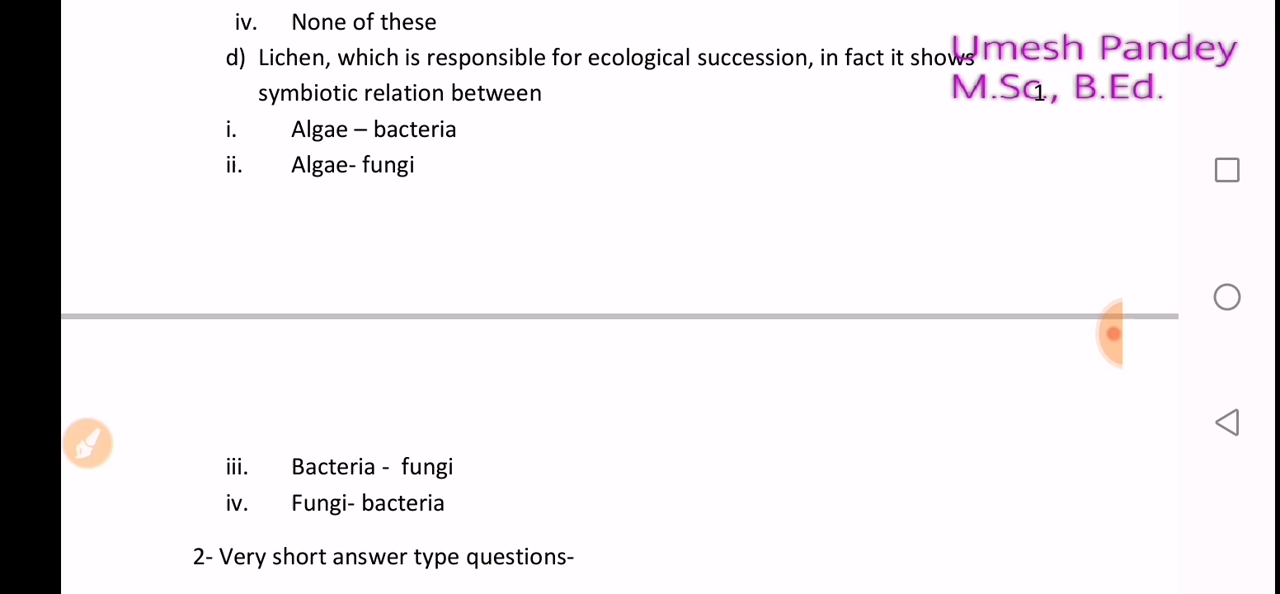 iv. None of these
d) Lichen, which is responsible for ecological succession, in fact it shows
Umesh Pandey
symbiotic relation between 1
M.Sc., B.Ed.
i. Algae – bacteria
ii. Algae- fungi
iii. Bacteria - fungi
iv. Fungi- bacteria
2- Very short answer type questions-